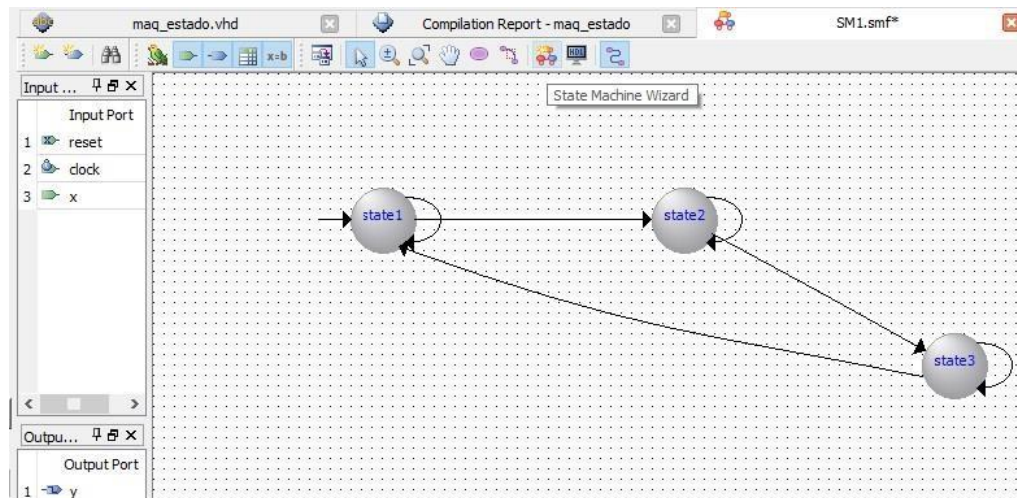 maq_estado.vhd
Compilation Report - maq_estado
SM1.smf*
x=b
HDL
State Machine Wizard
Input ...
Input Port
1 reset
2 clock
3 x
state1
state2
state3
Outpu...
Output Port
1 y